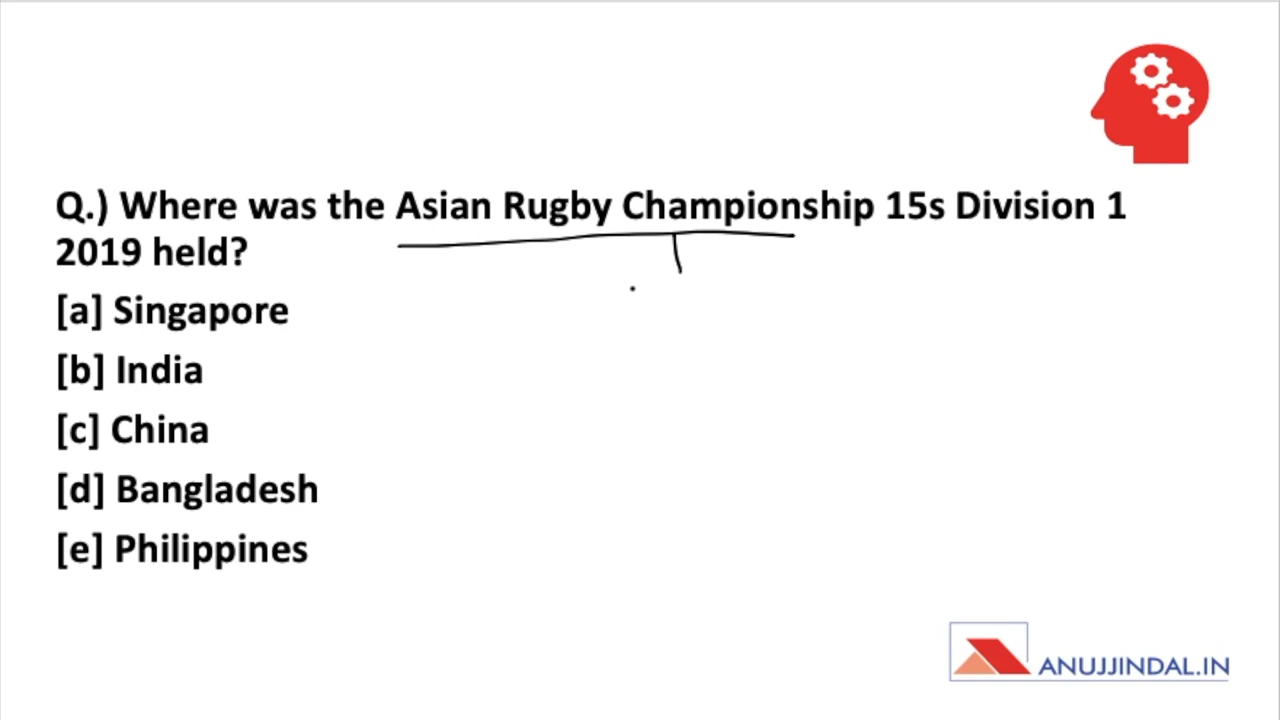 Q.) Where was the Asian Rugby Championship 15s Division 1
2019 held?
[a] Singapore
[b] India
[c] China
[d] Bangladesh
[e] Philippines
ANUJJINDAL.IN